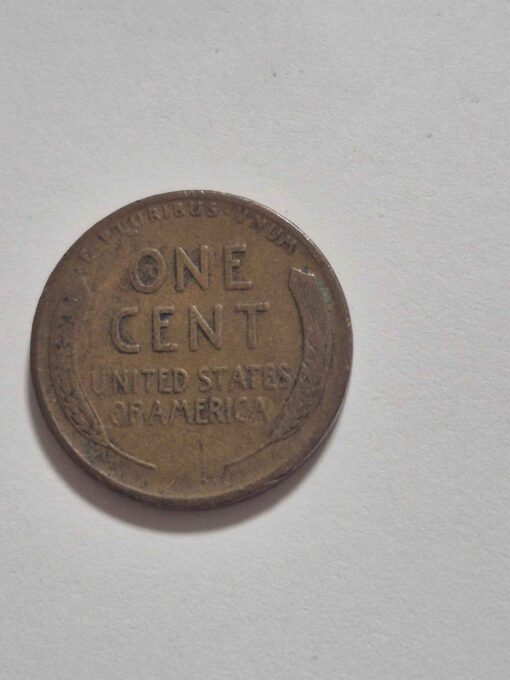 E·PLURIBUS·UNUM
ONE
CENT
UNITED STATES
OF AMERICA